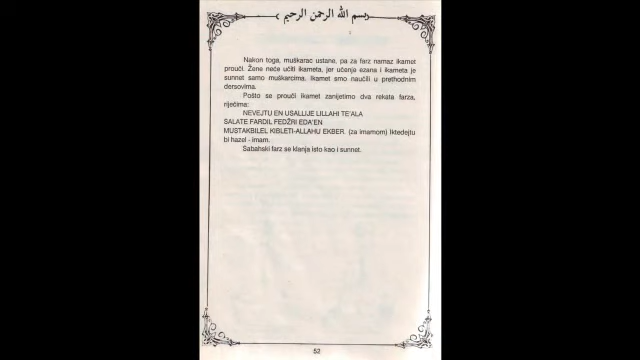 بسم الله الرحمن الرحيم
Nakon toga, muškarac ustane, pa za farz namaz ikamet
prouči. Žene neće učiti ikameta, jer učenje ezana i ikameta je
sunnet samo muškarcima. Ikamet smo naučili u prethodnim
dersovima.
Pošto se prouči ikamet zanijetimo dva rekata farza,
riječima:
NEVEJTU EN USALLIJE LILLAHI TE'ALA
SALATE FARDIL FEDŽRI EDA'EN
MUSTAKBILEL KIBLETI-ALLAHU EKBER. (za imamom) Iktedejtu
bi hazel - imam.
Sabahski farz se klanja isto kao i sunnet.
52